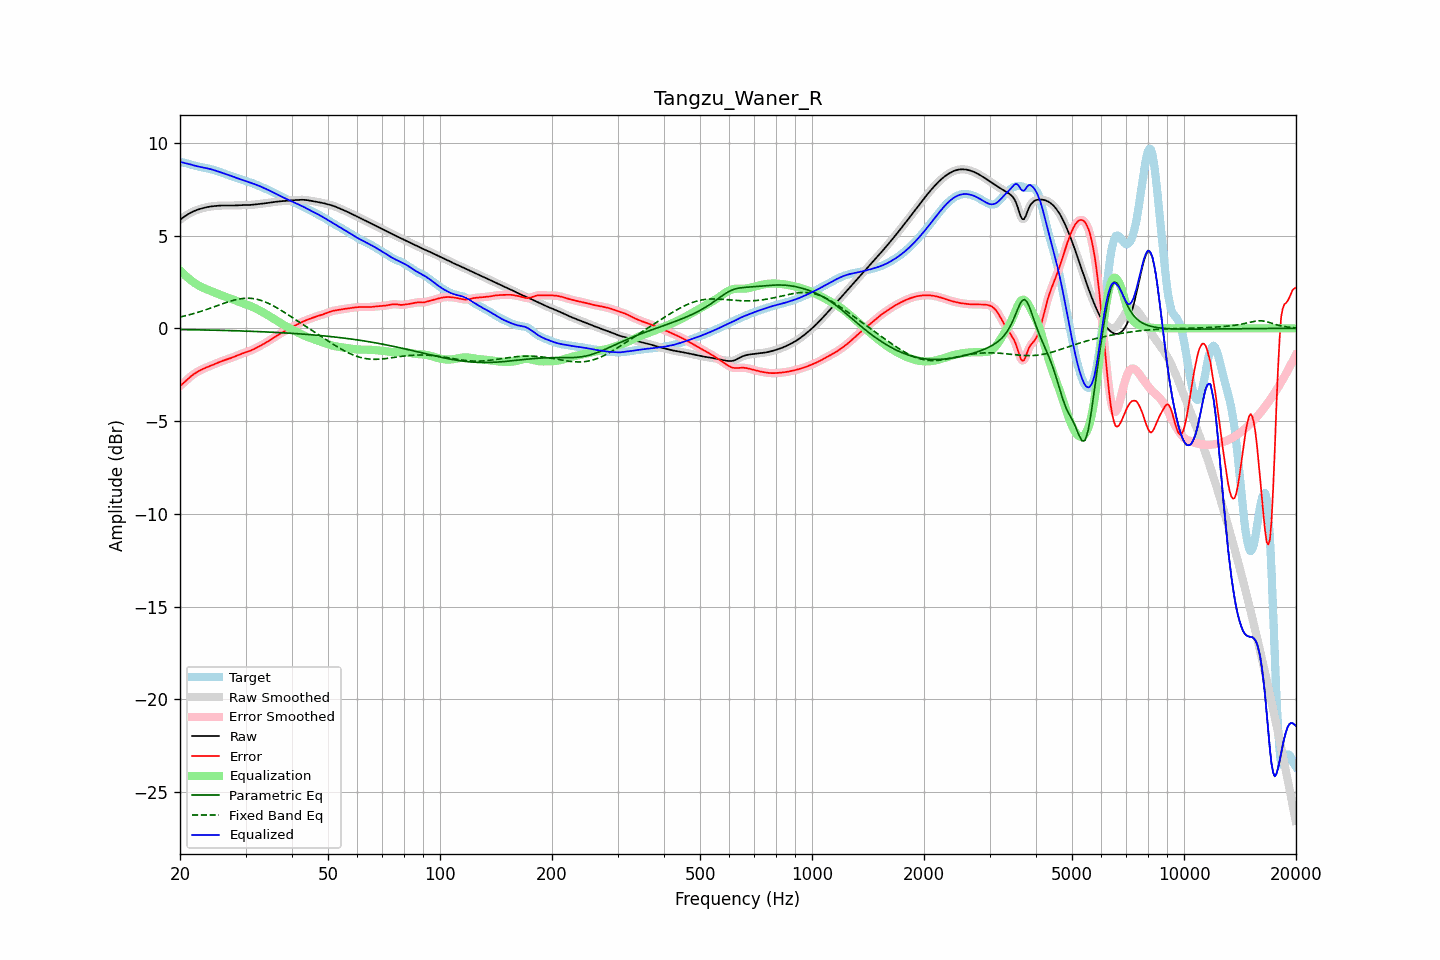 Tangzu_Waner_R
10
5
0
−5
−10
−15
−20
−25
Amplitude (dBr)
Target
Raw Smoothed
Error Smoothed
Raw
Error
Equalization
Parametric Eq
Fixed Band Eq
Equalized
20 50 100 200 500 1000 2000 5000 10000 20000
Frequency (Hz)